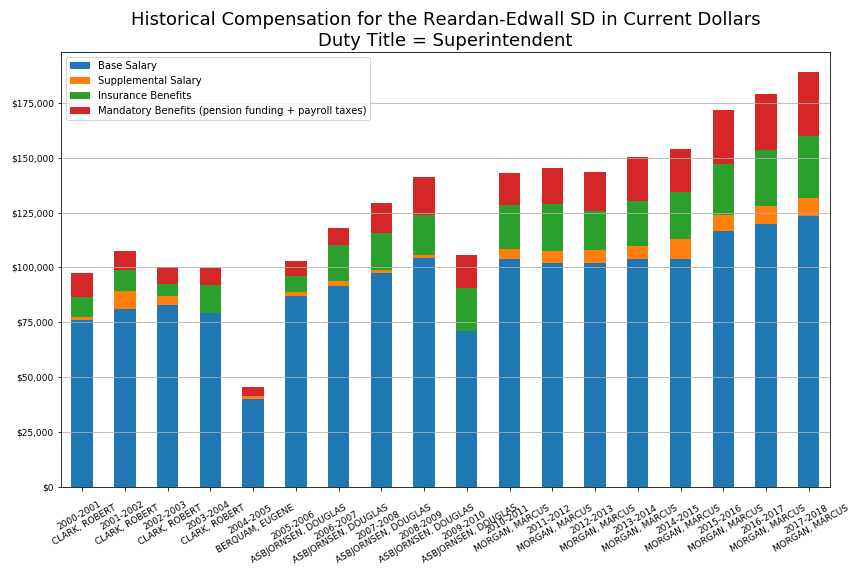 Historical Compensation for the Reardan-Edwall SD in Current Dollars
Duty Title = Superintendent
Base Salary
Supplemental Salary
Insurance Benefits
Mandatory Benefits (pension funding + payroll taxes)
$175,000
$150,000
$125,000
$100,000
$75,000
$50,000
$25,000
$0
2000-2001
CLARK, ROBERT
2001-2002
CLARK, ROBERT
2002-2003
CLARK, ROBERT
2003-2004
CLARK, ROBERT
2004-2005
BERQUAM, EUGENE
2005-2006
ASBJORNSEN, DOUGLAS
2006-2007
ASBJORNSEN, DOUGLAS
2007-2008
ASBJORNSEN, DOUGLAS
2008-2009
ASBJORNSEN, DOUGLAS
2009-2010
ASBJORNSEN, DOUGLAS
2010-2011
MORGAN, MARCUS
2011-2012
MORGAN, MARCUS
2012-2013
MORGAN, MARCUS
2013-2014
MORGAN, MARCUS
2014-2015
MORGAN, MARCUS
2015-2016
MORGAN, MARCUS
2016-2017
MORGAN, MARCUS
2017-2018
MORGAN, MARCUS